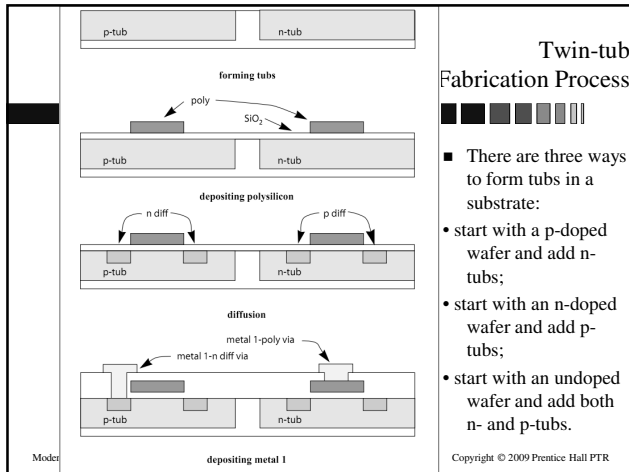 Twin-tub
Fabrication Process
p-tub
n-tub
forming tubs
poly
SiO2
p-tub
n-tub
depositing polysilicon
n diff
p diff
p-tub
n-tub
diffusion
metal 1-poly via
metal 1-n diff via
p-tub
n-tub
depositing metal 1
■ There are three ways
to form tubs in a
substrate:
• start with a p-doped
wafer and add n-
tubs;
• start with an n-doped
wafer and add p-
tubs;
• start with an undoped
wafer and add both
n- and p-tubs.
Moder
Copyright © 2009 Prentice Hall PTR